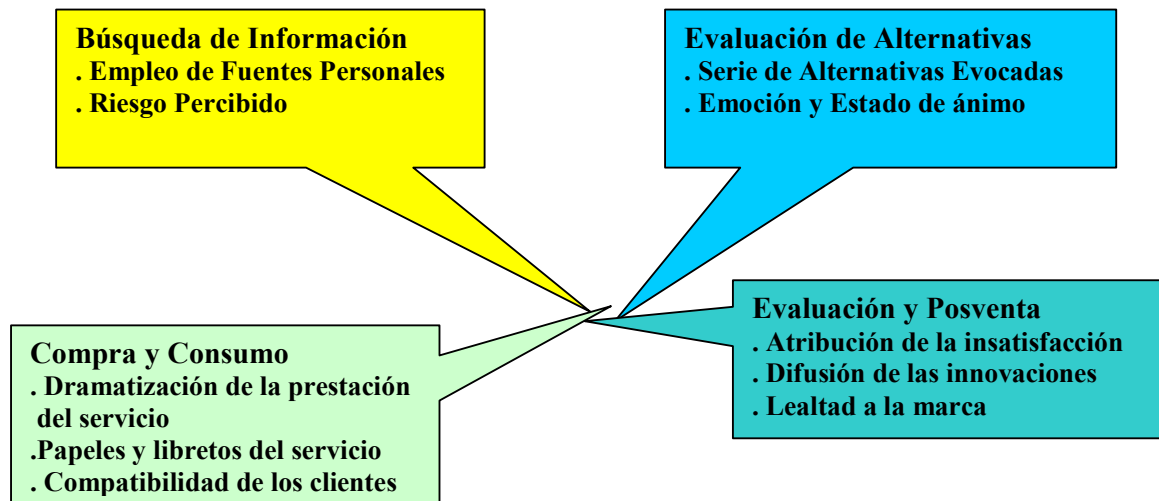 Búsqueda de Información
. Empleo de Fuentes Personales
. Riesgo Percibido
Evaluación de Alternativas
. Serie de Alternativas Evocadas
. Emoción y Estado de ánimo
Compra y Consumo
. Dramatización de la prestación
del servicio
.Papeles y libretos del servicio
. Compatibilidad de los clientes
Evaluación y Posventa
. Atribución de la insatisfacción
. Difusión de las innovaciones
. Lealtad a la marca